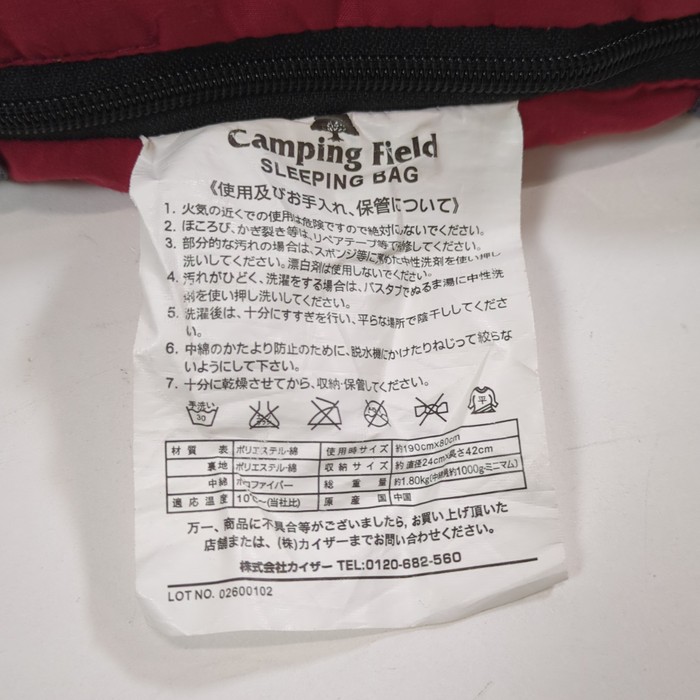 Camping Field
SLEEPING BAG
《使用及びお手入れ、保管について》
1. 火気の近くでの使用は危険ですので絶対にしないでください。
2. ほころび、かぎ裂き等は、リペアテープ等で修してください。
3. 部分的な汚れの場合は、スポンジ等に薄めた中性洗剤を使い押し
洗いしてください。漂白剤は使用しないでください。
4. 汚れがひどく、洗濯をする場合は、バスタブでぬるま湯に中性洗
剤を使い押し洗いしてください。
5. 洗濯後は、十分にすすぎを行い、平らな場所で陰干ししてくださ
い。
6. 中綿のかたより防止のために、脱水機にかけたりねじって絞らな
いようにして下さい。
7. 十分に乾燥させてから、収納・保管してください。
手洗い 30 平
材質 表 ポリエステル・綿 使用時サイズ 約190cmx80cm
裏地 ポリエステル・綿 収納サイズ 約直径24cmx長さ42cm
中綿 ホロファイバー 総重量 約1.80kg(中綿約1000g・ミニマム)
適応温度 10℃~(当社比) 原産国 中国
万一、商品に不具合等がございましたら、お買い上げ頂いた
店舗または、(株)カイザーまでお問い合わせください。
株式会社カイザー TEL:0120-682-560
LOT NO. 02600102